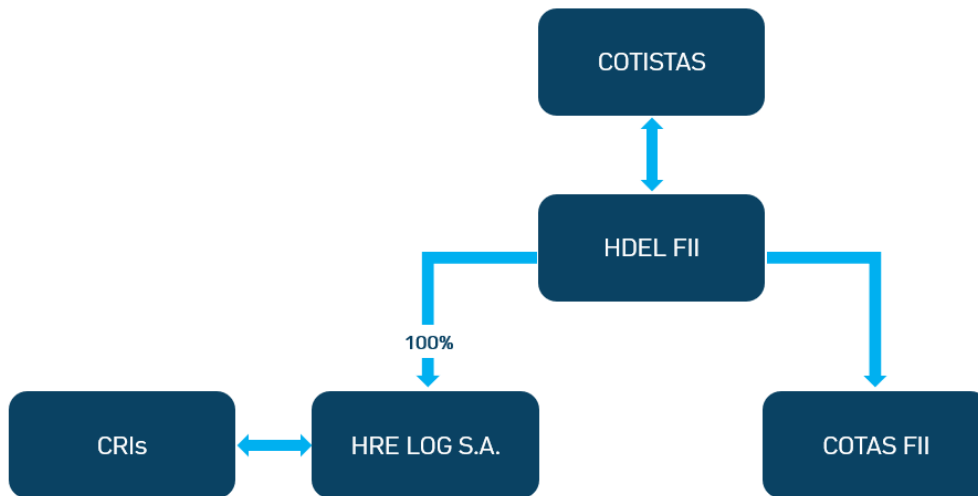 COTISTAS
HDEL FII
100%
CRIs
HRE LOG S.A.
COTAS FII